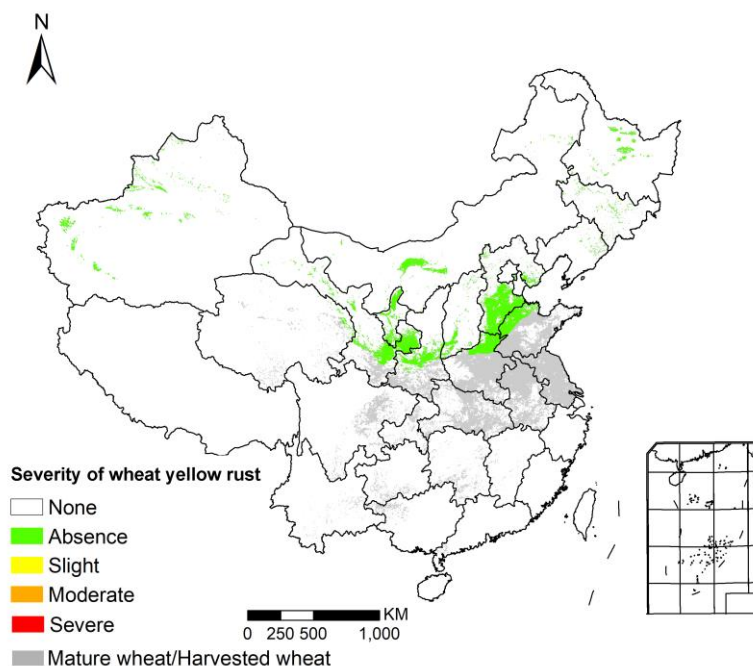 N
Severity of wheat yellow rust
None
Absence
Slight
Moderate
Severe
Mature wheat/Harvested wheat
KM
0 250 500 1,000